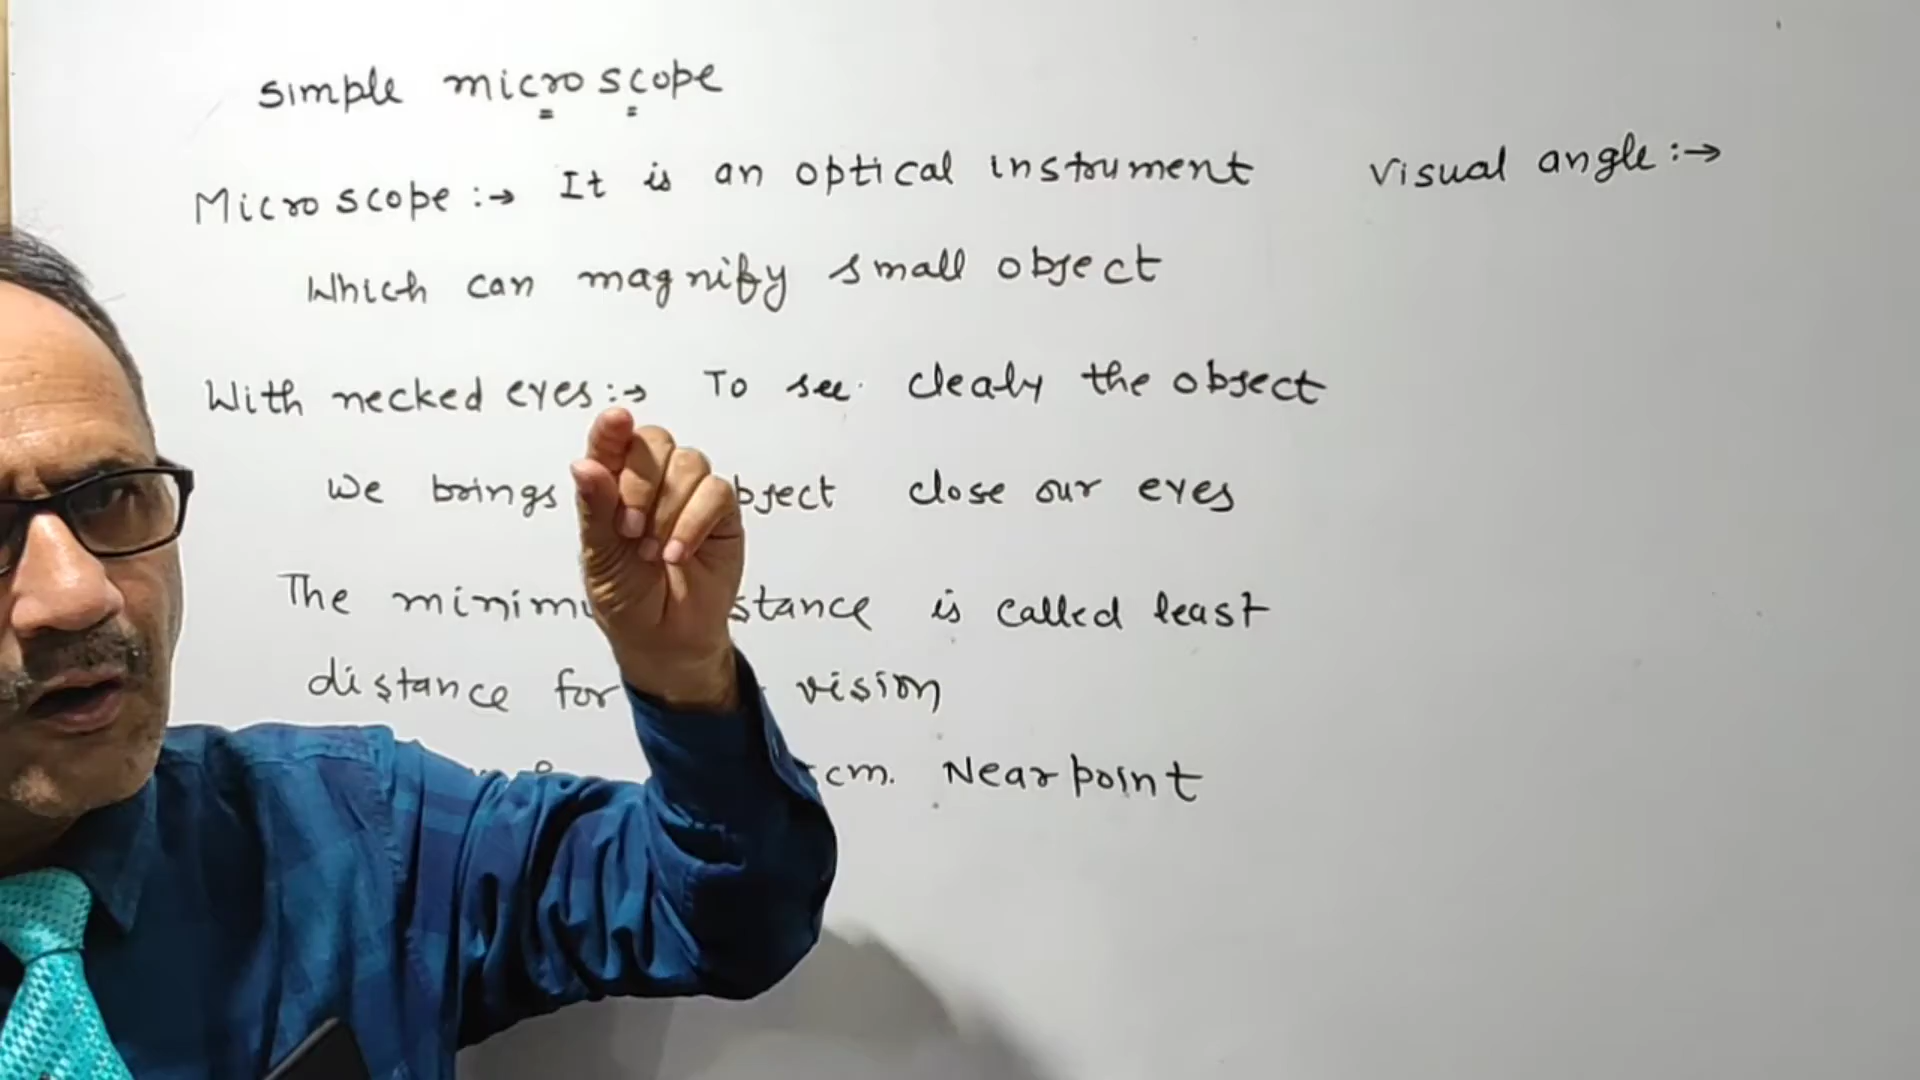 Simple microscope
Microscope :→ It is an optical instrument
Which can magnify small object
With necked eyes :→ To see clealy the object
We brings bject close our eyes
The minimu stance is called least
distance for vision
cm. Near point
Visual angle :→